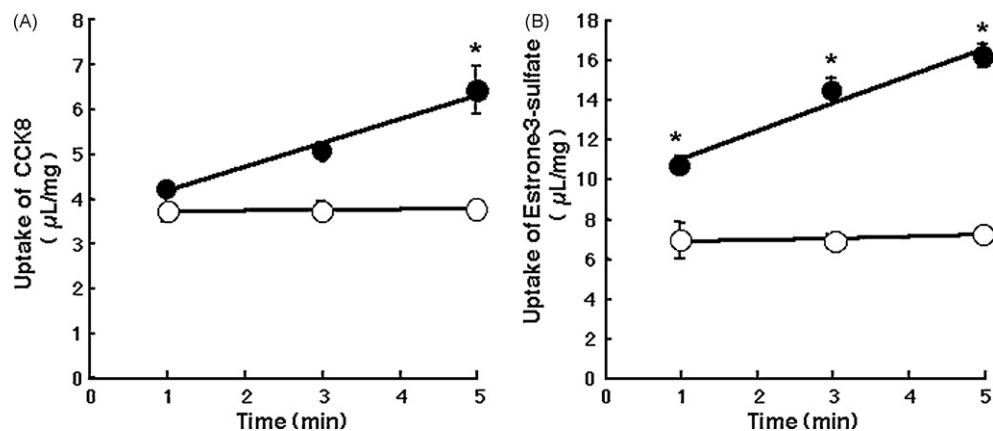 (A)
8
7
6
5
4
3
2
1
0
Uptake of CCK8
( µL/mg)
*
0 1 2 3 4 5
Time (min)
(B)
18
16
14
12
10
8
6
4
2
0
Uptake of Estrone-3-sulfate
( µL/mg)
*
*
*
0 1 2 3 4 5
Time (min)